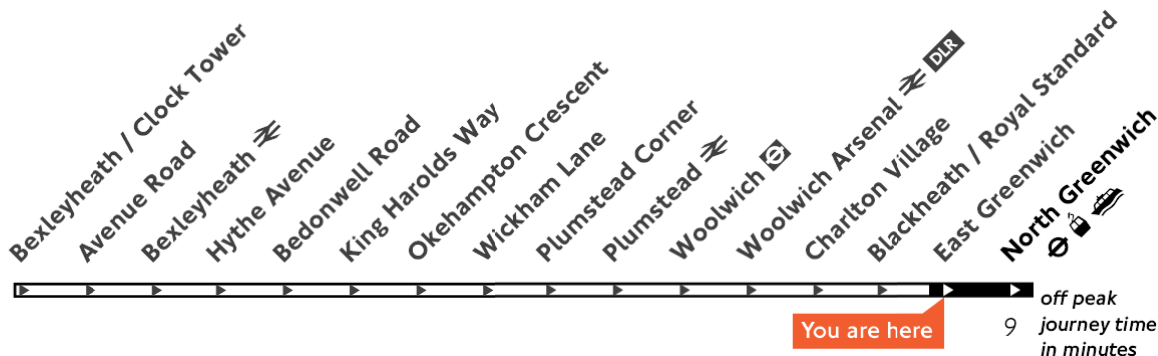 Bexleyheath / Clock Tower
Avenue Road
Bexleyheath
Hythe Avenue
Bedonwell Road
King Harolds Way
Okehampton Crescent
Wickham Lane
Plumstead Corner
Plumstead
Woolwich
Woolwich Arsenal DLR
Charlton Village
Blackheath / Royal Standard
East Greenwich
North Greenwich
You are here
9
off peak
journey time
in minutes